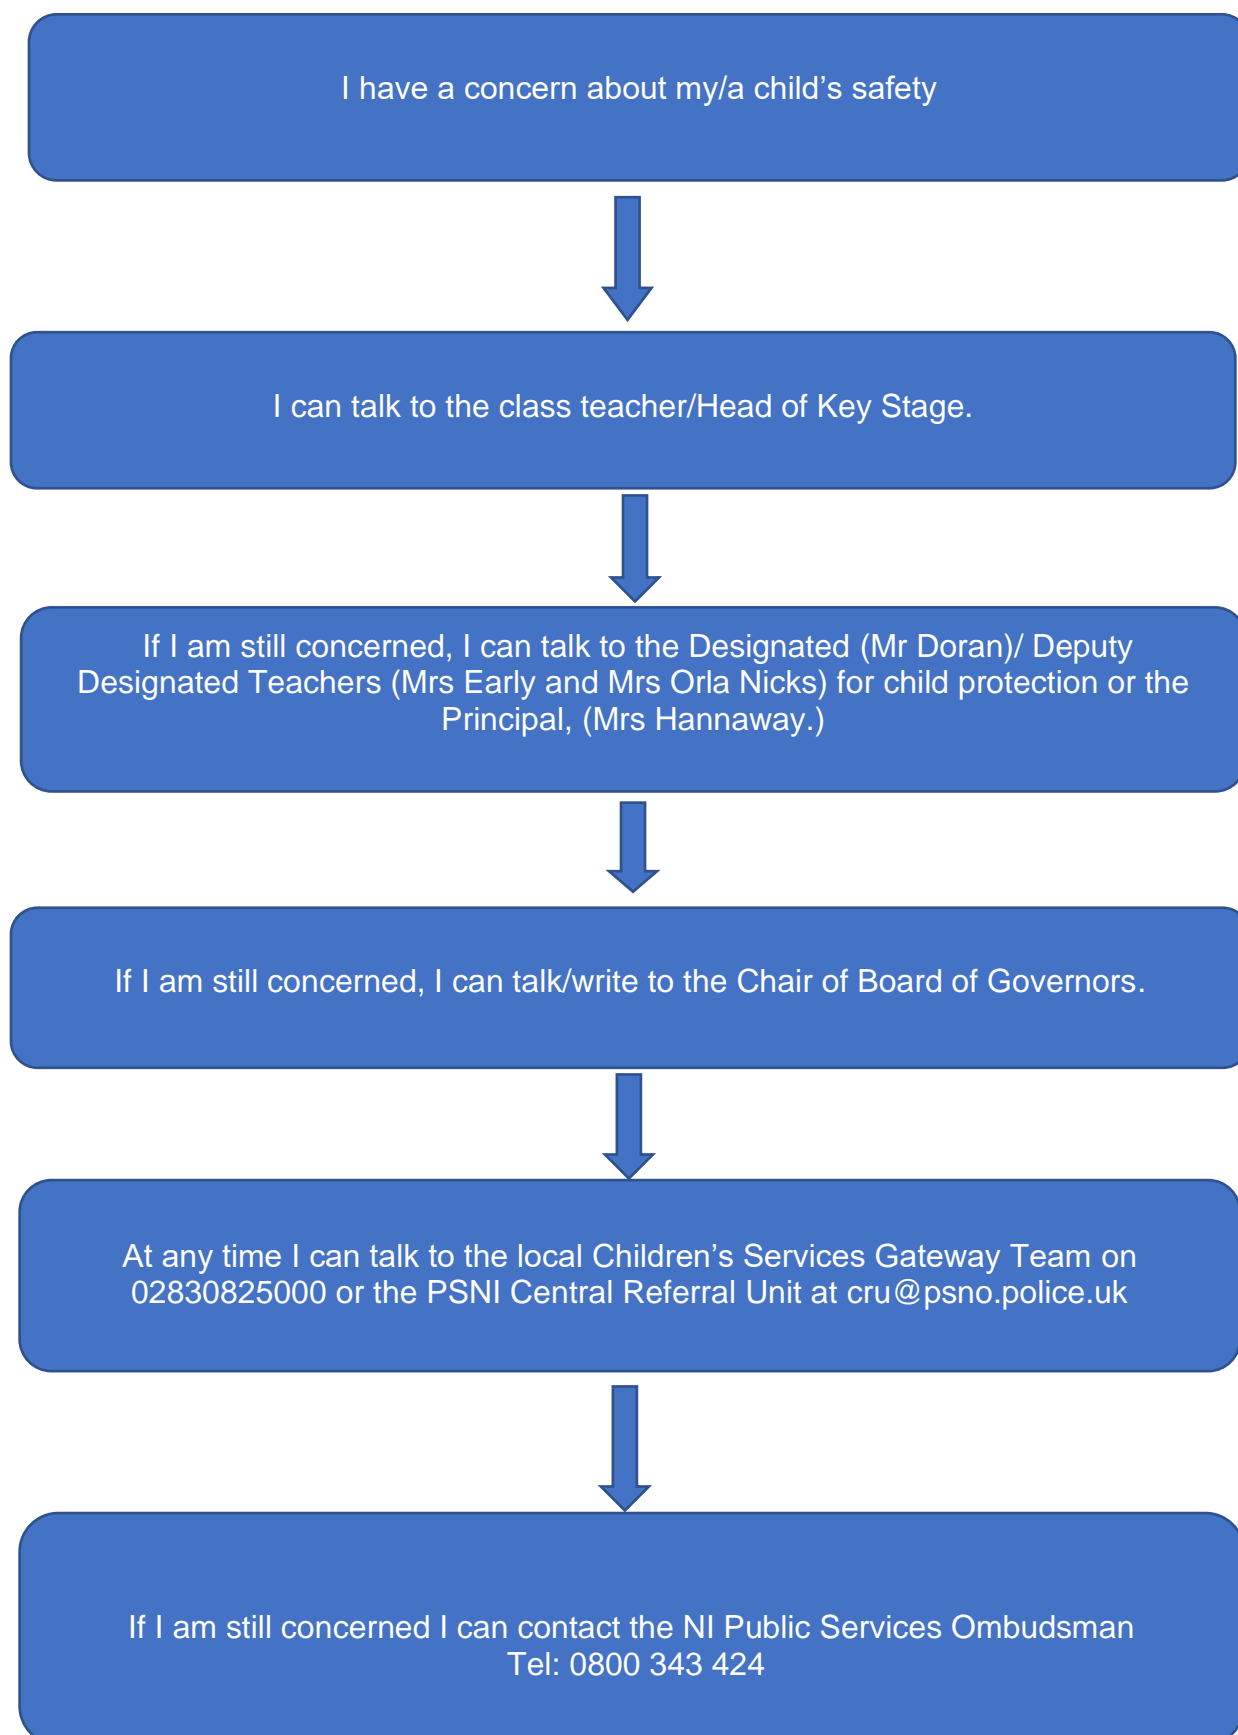 I have a concern about my/a child’s safety
I can talk to the class teacher/Head of Key Stage.
If I am still concerned, I can talk to the Designated (Mr Doran)/ Deputy
Designated Teachers (Mrs Early and Mrs Orla Nicks) for child protection or the
Principal, (Mrs Hannaway.)
If I am still concerned, I can talk/write to the Chair of Board of Governors.
At any time I can talk to the local Children’s Services Gateway Team on
02830825000 or the PSNI Central Referral Unit at cru@psno.police.uk
If I am still concerned I can contact the NI Public Services Ombudsman
Tel: 0800 343 424